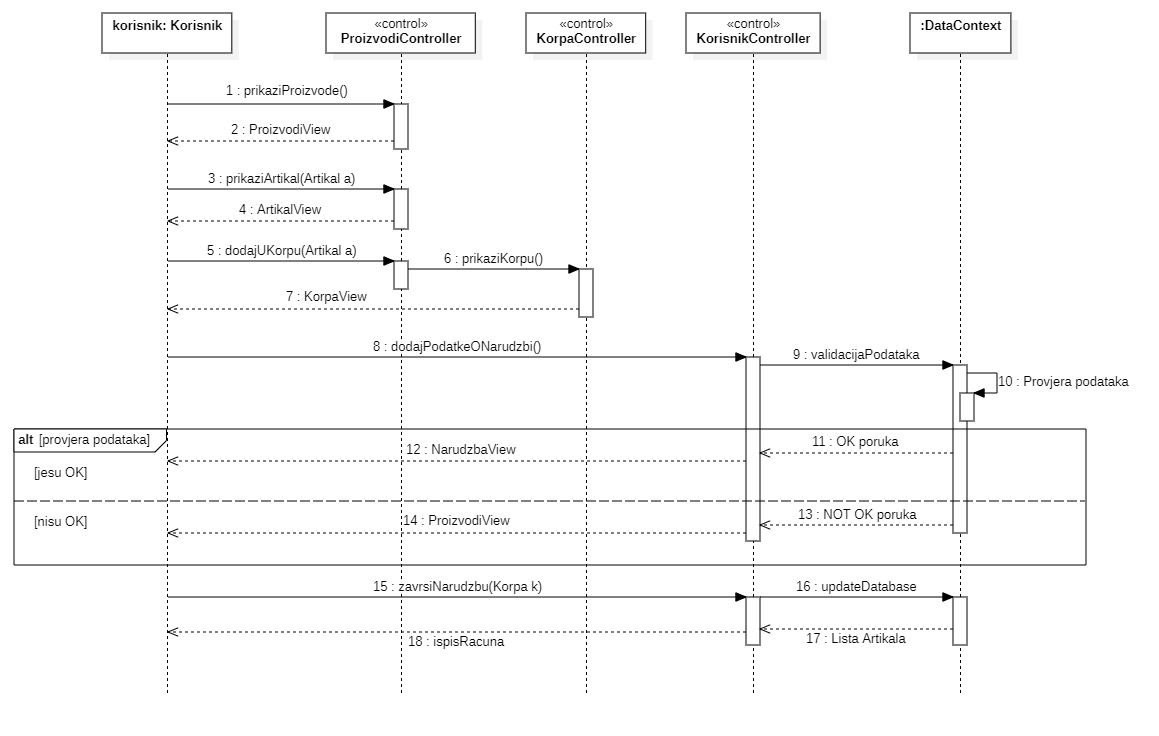 korisnik: Korisnik
«control»
ProizvodiController
«control»
KorpaController
«control»
KorisnikController
:DataContext
1 : prikaziProizvode()
2 : ProizvodiView
3 : prikaziArtikal(Artikal a)
4 : ArtikalView
5 : dodajUKorpu(Artikal a)
6 : prikaziKorpu()
7 : KorpaView
8 : dodajPodatkeONarudzbi()
9 : validacijaPodataka
10 : Provjera podataka
alt [provjera podataka]
11 : OK poruka
12 : NarudzbaView
[jesu OK]
13 : NOT OK poruka
14 : ProizvodiView
[nisu OK]
15 : zavrsiNarudzbu(Korpa k)
16 : updateDatabase
17 : Lista Artikala
18 : ispisRacuna